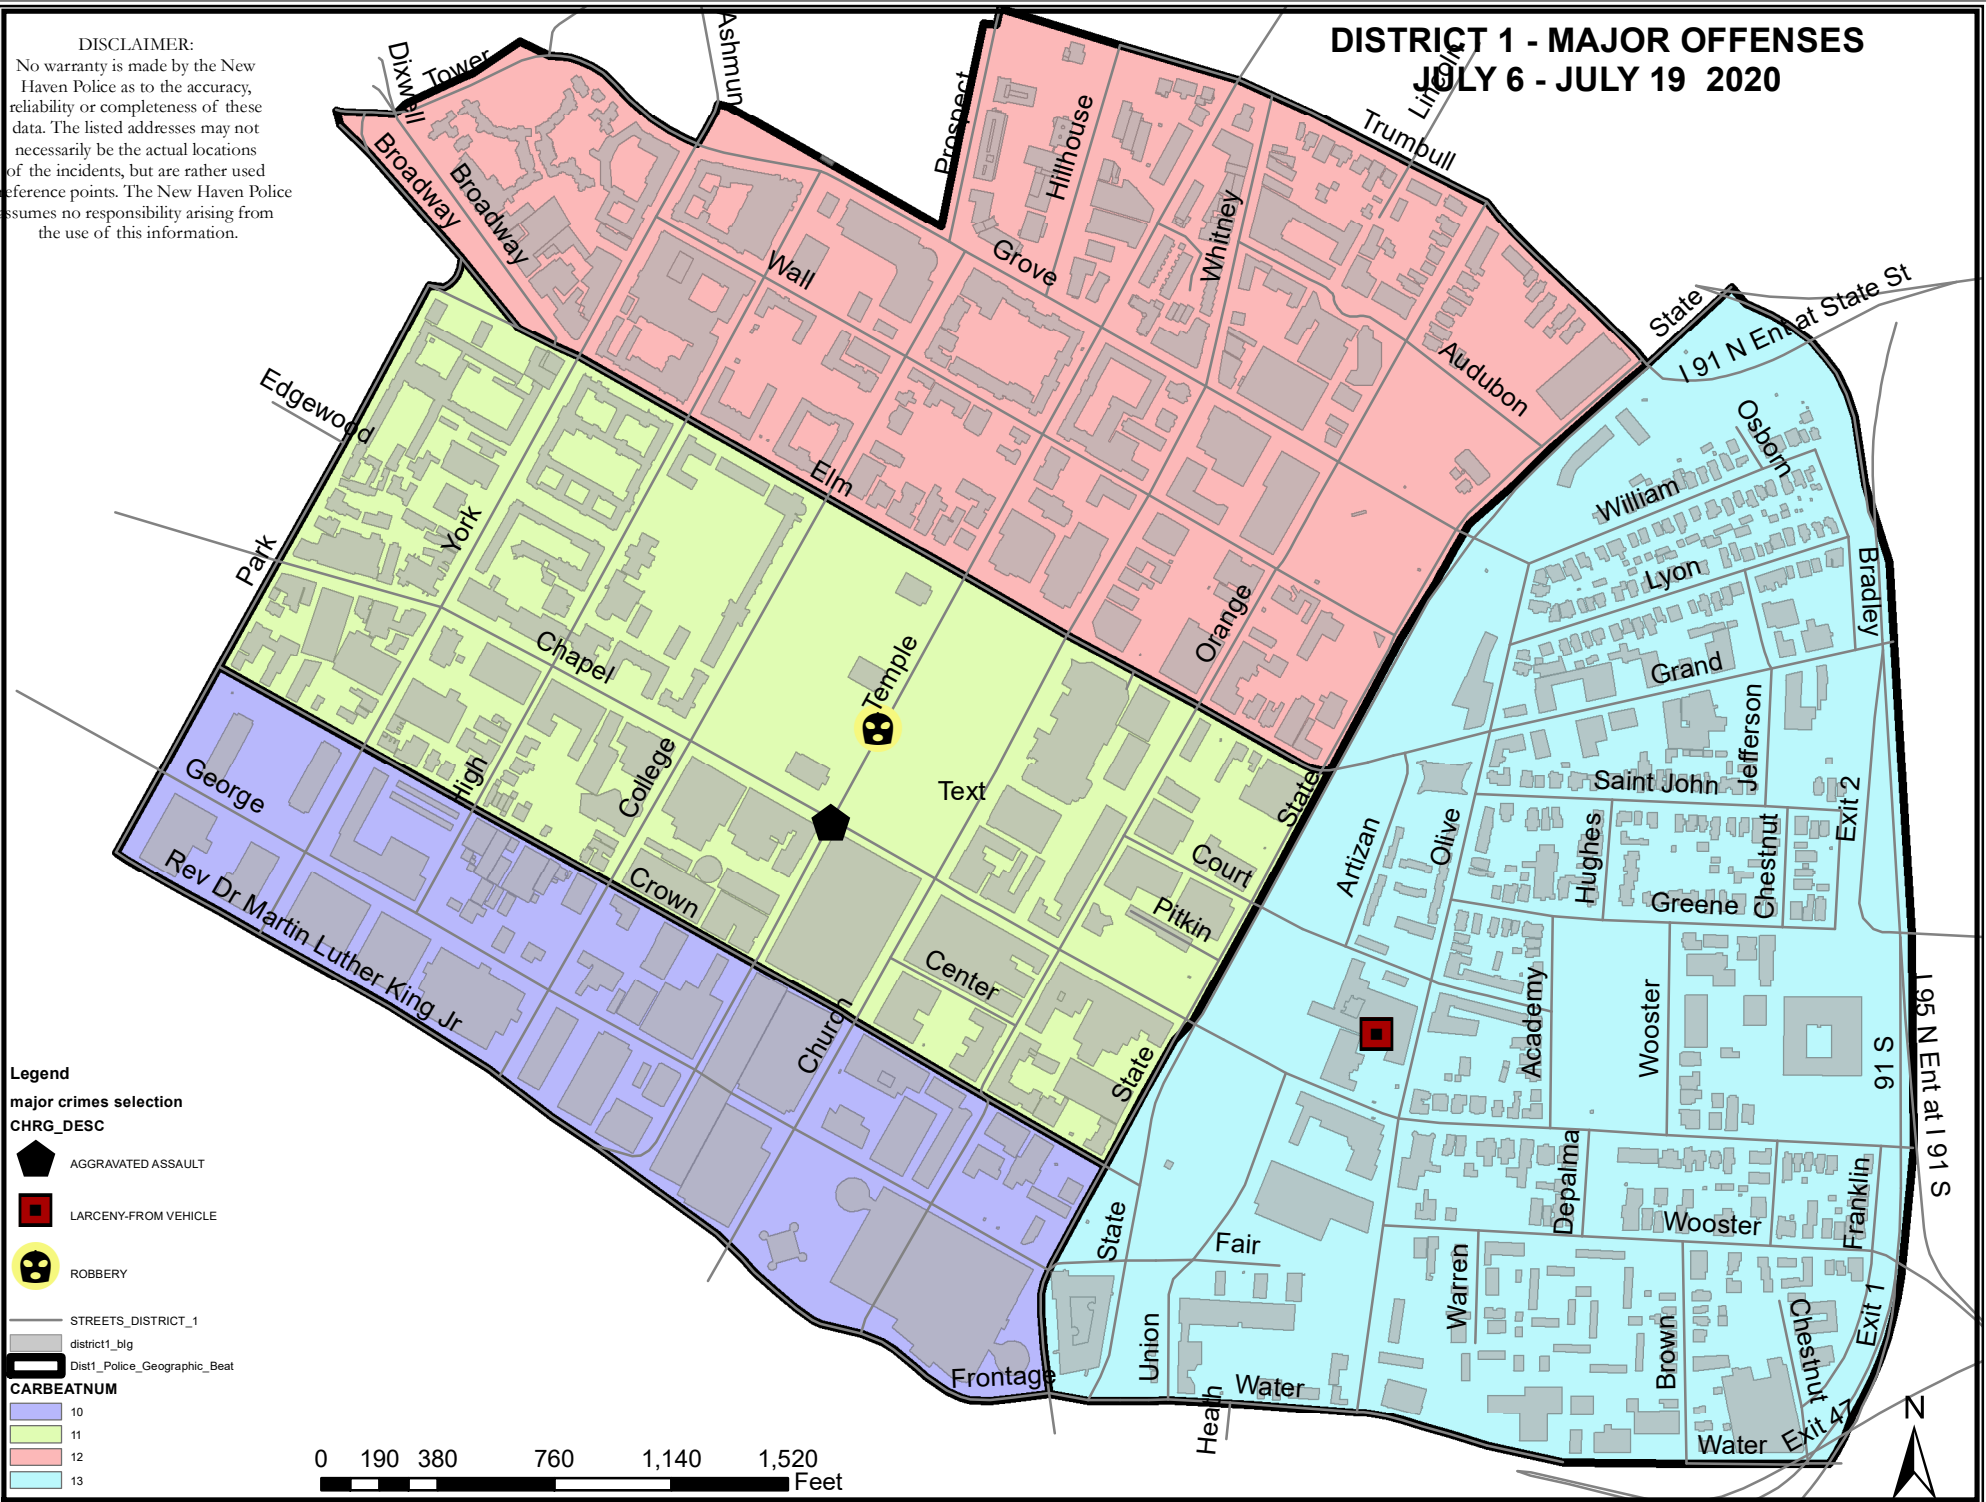 DISTRICT 1 - MAJOR OFFENSES
JULY 6 - JULY 19 2020
DISCLAIMER:
No warranty is made by the New
Haven Police as to the accuracy,
reliability or completeness of these
data. The listed addresses may not
necessarily be the actual locations
of the incidents, but are rather used
eference points. The New Haven Police
ssumes no responsibility arising from
the use of this information.
Dixwell
Tower
Ashmun
Prospect
Hillhouse
Lincoln
Trumbull
Broadway
Broadway
Wall
Grove
Whitney
Audubon
State
I 91 N Ent at State St
Edgewood
Elm
Osborn
William
Lyon
Bradley
Park
York
Chapel
Temple
Orange
Grand
George
High
College
Text
State
Saint John
Jefferson
Exit 2
Artizan
Olive
Hughes
Chestnut
Greene
Court
Pitkin
Crown
Center
Rev Dr Martin Luther King Jr
Church
State
Academy
Wooster
91 S
I 95 N Ent at I 91 S
Depalma
Wooster
Franklin
State
Fair
Warren
Union
Brown
Chestnut
Exit 1
Frontage
Heath
Water
Water
Exit 47
Legend
major crimes selection
CHRG_DESC
AGGRAVATED ASSAULT
LARCENY-FROM VEHICLE
ROBBERY
STREETS_DISTRICT_1
district1_blg
Dist1_Police_Geographic_Beat
CARBEATNUM
10
11
12
13
0 190 380 760 1,140 1,520
Feet
N